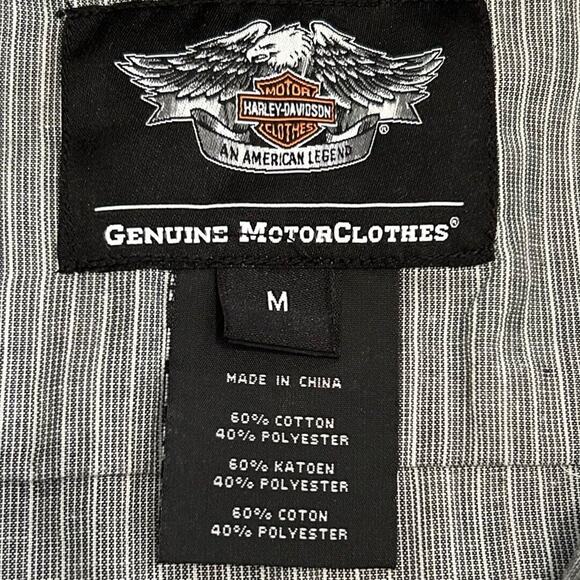 MOTOR
HARLEY-DAVIDSON
CLOTHES
®
AN AMERICAN LEGEND
GENUINE MOTORCLOTHES®
M
MADE IN CHINA
60% COTTON
40% POLYESTER
60% KATOEN
40% POLYESTER
60% COTON
40% POLYESTER